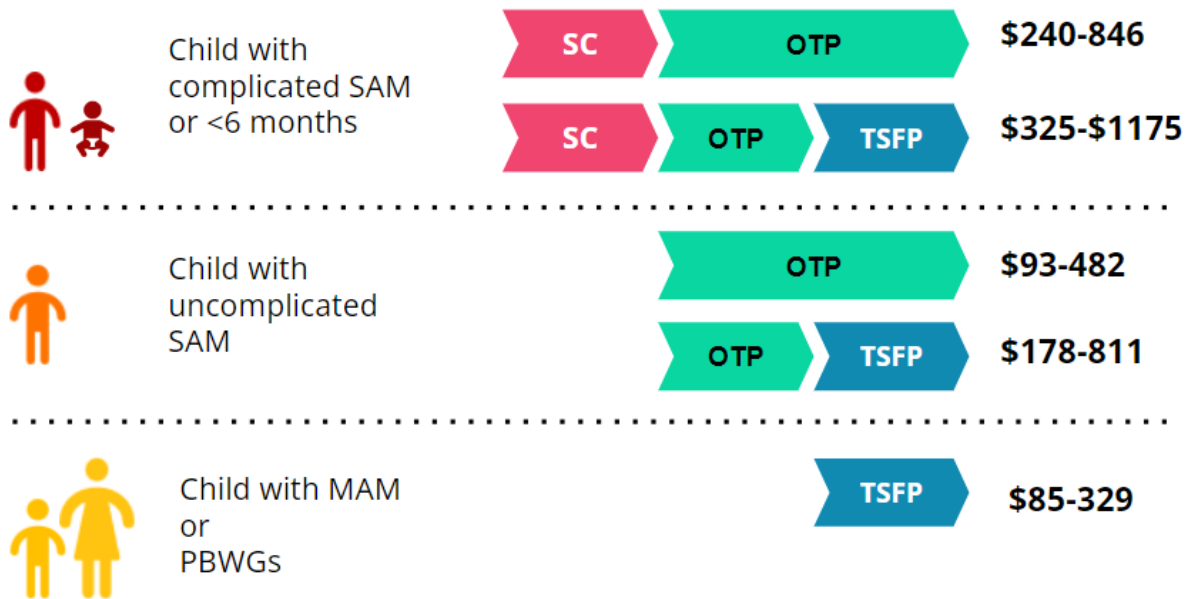 Child with
complicated SAM
or <6 months
SC
OTP
$240-846
SC
OTP
TSFP
$325-$1175
Child with
uncomplicated
SAM
OTP
$93-482
OTP
TSFP
$178-811
Child with MAM
or
PBWGs
TSFP
$85-329